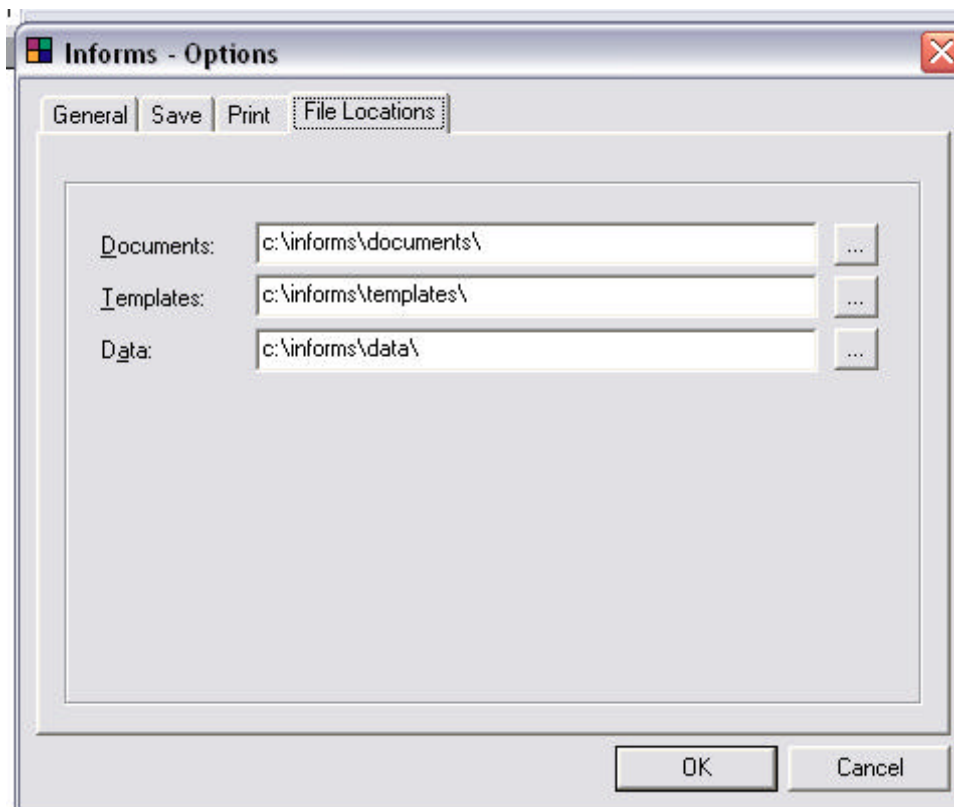 Informs - Options
General Save Print File Locations
Documents: c:\informs\documents\ ...
Templates: c:\informs\templates\ ...
Data: c:\informs\data\ ...
OK Cancel